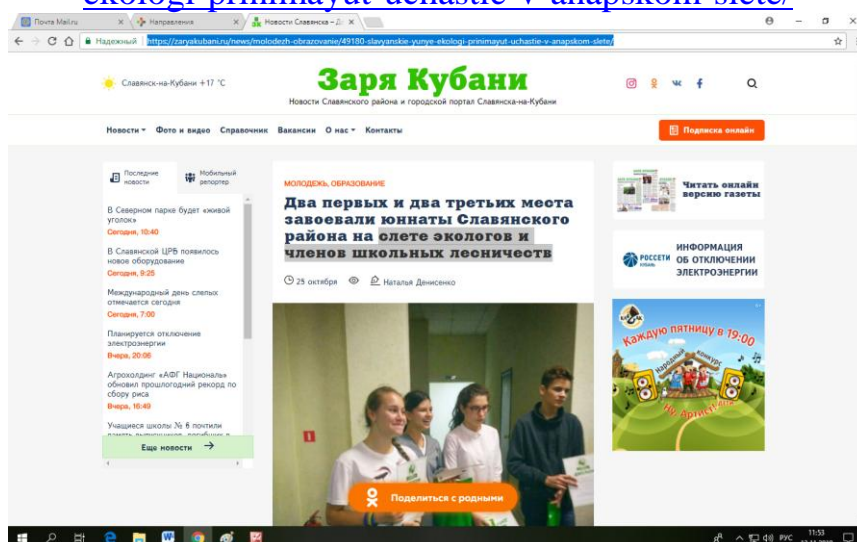 ekologi-prinimayut-uchastie-v-anapskom-slete/
Почта Mail.ru
Направления
Новости Славянска – Д
Надежный
https://zaryakubani.ru/news/molodezh-obrazovanie/49180-slavyanskie-yunye-ekologi-prinimayut-uchastie-v-anapskom-slete/
Славянск-на-Кубани +17 °C
Заря Кубани
Новости Славянского района и городской портал Славянска-на-Кубани
Новости Фото и видео Справочник Вакансии О нас Контакты
Подписка онлайн
Последние новости
Мобильный репортер
В Северном парке будет «живой
уголок»
Сегодня, 10:40
В Славянской ЦРБ появилось
новое оборудование
Сегодня, 9:25
Международный день слепых
отмечается сегодня
Сегодня, 7:00
Планируется отключение
электроэнергии
Вчера, 20:06
Агрохолдинг «АФГ Националь»
обновил прошлогодний рекорд по
сбору риса
Вчера, 16:49
Учащиеся школы № 6 почтили
Еще новости
МОЛОДЕЖЬ, ОБРАЗОВАНИЕ
Два первых и два третьих места
завоевали юннаты Славянского
района на слете экологов и
членов школьных лесничеств
25 октября Наталья Денисенко
Поделиться с родными
Читать онлайн
версию газеты
РОССЕТИ
КУБАНЬ
ИНФОРМАЦИЯ
ОБ ОТКЛЮЧЕНИИ
ЭЛЕКТРОЭНЕРГИИ
Каждую пятницу в 19:00
Народный конкурс
Ну, Артист!
РУС
11:53